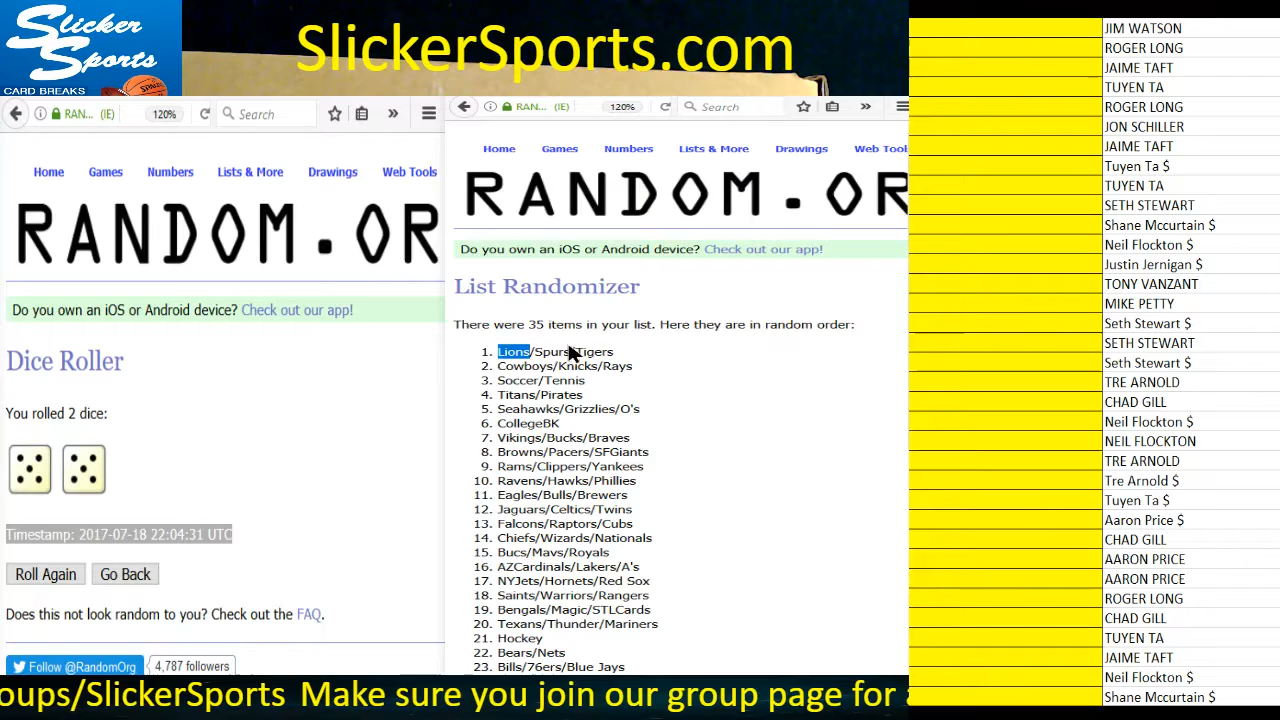 Slicker
Sports
CARD BREAKS
SlickerSports.com
RAN... (IE)
120%
Search
»
Home
Games
Numbers
Lists & More
Drawings
Web Tools
RANDOM.OR
Do you own an iOS or Android device? Check out our app!
Dice Roller
You rolled 2 dice:
Timestamp: 2017-07-18 22:04:31 UTC
Roll Again
Go Back
Does this not look random to you? Check out the FAQ.
Follow @RandomOrg
4,787 followers
RAN... (IE)
120%
Search
»
Home
Games
Numbers
Lists & More
Drawings
Web Tools
RANDOM.OR
Do you own an iOS or Android device? Check out our app!
List Randomizer
There were 35 items in your list. Here they are in random order:
1. Lions/Spurs/Tigers
2. Cowboys/Knicks/Rays
3. Soccer/Tennis
4. Titans/Pirates
5. Seahawks/Grizzlies/O's
6. CollegeBK
7. Vikings/Bucks/Braves
8. Browns/Pacers/SFGiants
9. Rams/Clippers/Yankees
10. Ravens/Hawks/Phillies
11. Eagles/Bulls/Brewers
12. Jaguars/Celtics/Twins
13. Falcons/Raptors/Cubs
14. Chiefs/Wizards/Nationals
15. Bucs/Mavs/Royals
16. AZCardinals/Lakers/A's
17. NYJets/Hornets/Red Sox
18. Saints/Warriors/Rangers
19. Bengals/Magic/STLCards
20. Texans/Thunder/Mariners
21. Hockey
22. Bears/Nets
23. Bills/76ers/Blue Jays
JIM WATSON
ROGER LONG
JAIME TAFT
TUYEN TA
ROGER LONG
JON SCHILLER
JAIME TAFT
Tuyen Ta $
TUYEN TA
SETH STEWART
Shane Mccurtain $
Neil Flockton $
Justin Jernigan $
TONY VANZANT
MIKE PETTY
Seth Stewart $
SETH STEWART
Seth Stewart $
TRE ARNOLD
CHAD GILL
Neil Flockton $
NEIL FLOCKTON
TRE ARNOLD
Tre Arnold $
Tuyen Ta $
Aaron Price $
CHAD GILL
AARON PRICE
AARON PRICE
ROGER LONG
CHAD GILL
TUYEN TA
JAIME TAFT
Neil Flockton $
Shane Mccurtain $
oups/SlickerSports Make sure you join our group page for a